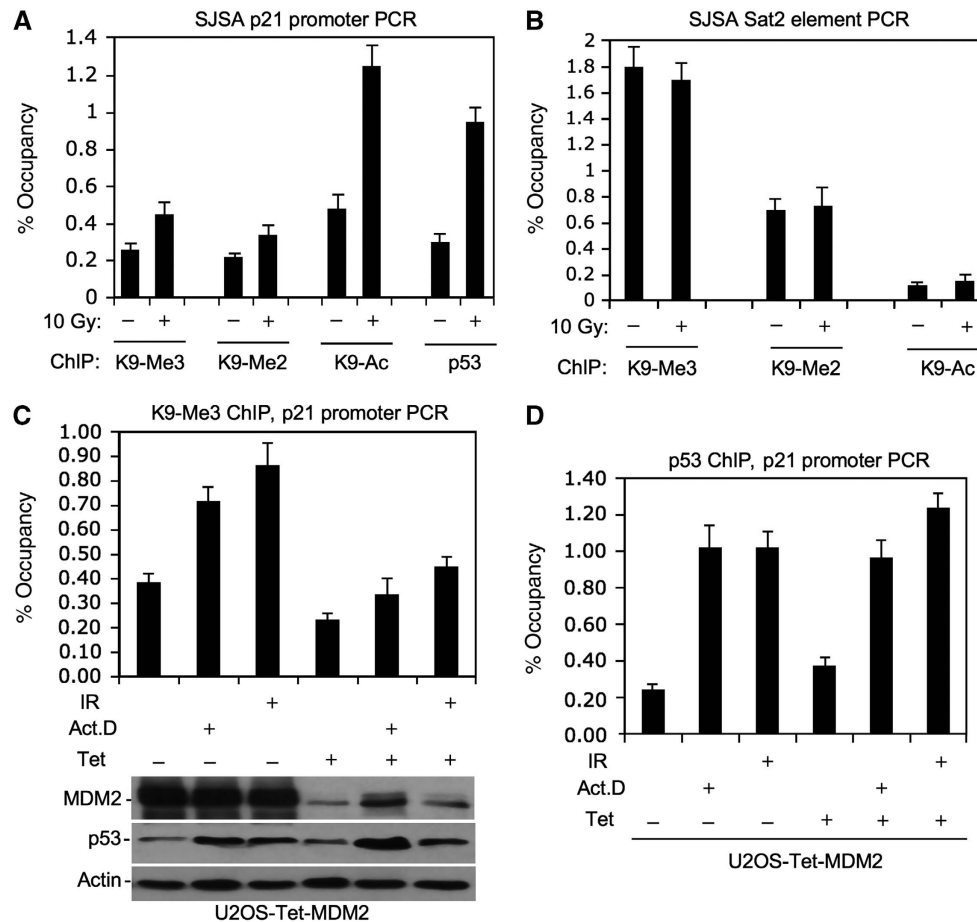 A
SJSA p21 promoter PCR
% Occupancy
1.4
1.2
1
0.8
0.6
0.4
0.2
0
10 Gy: – + – + – + – +
ChIP: K9-Me3 K9-Me2 K9-Ac p53
B
SJSA Sat2 element PCR
% Occupancy
2
1.8
1.6
1.4
1.2
1
0.8
0.6
0.4
0.2
0
10 Gy: – + – + – +
ChIP: K9-Me3 K9-Me2 K9-Ac
C
K9-Me3 ChIP, p21 promoter PCR
% Occupancy
1.00
0.90
0.80
0.70
0.60
0.50
0.40
0.30
0.20
0.10
0.00
IR + +
Act.D + +
Tet – – – + + +
MDM2
p53
Actin
U2OS-Tet-MDM2
D
p53 ChIP, p21 promoter PCR
% Occupancy
1.40
1.20
1.00
0.80
0.60
0.40
0.20
0.00
IR + +
Act.D + +
Tet – – – + + +
U2OS-Tet-MDM2